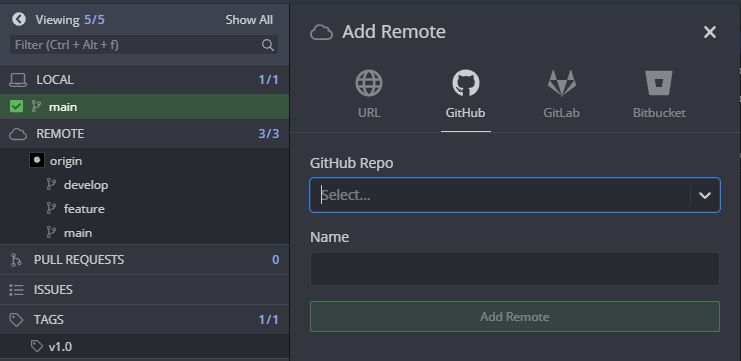 Viewing 5/5 Show All
Filter (Ctrl + Alt + f)
LOCAL 1/1
main
REMOTE 3/3
origin
develop
feature
main
PULL REQUESTS 0
ISSUES
TAGS 1/1
v1.0
Add Remote
URL GitHub GitLab Bitbucket
GitHub Repo
Select...
Name
Add Remote